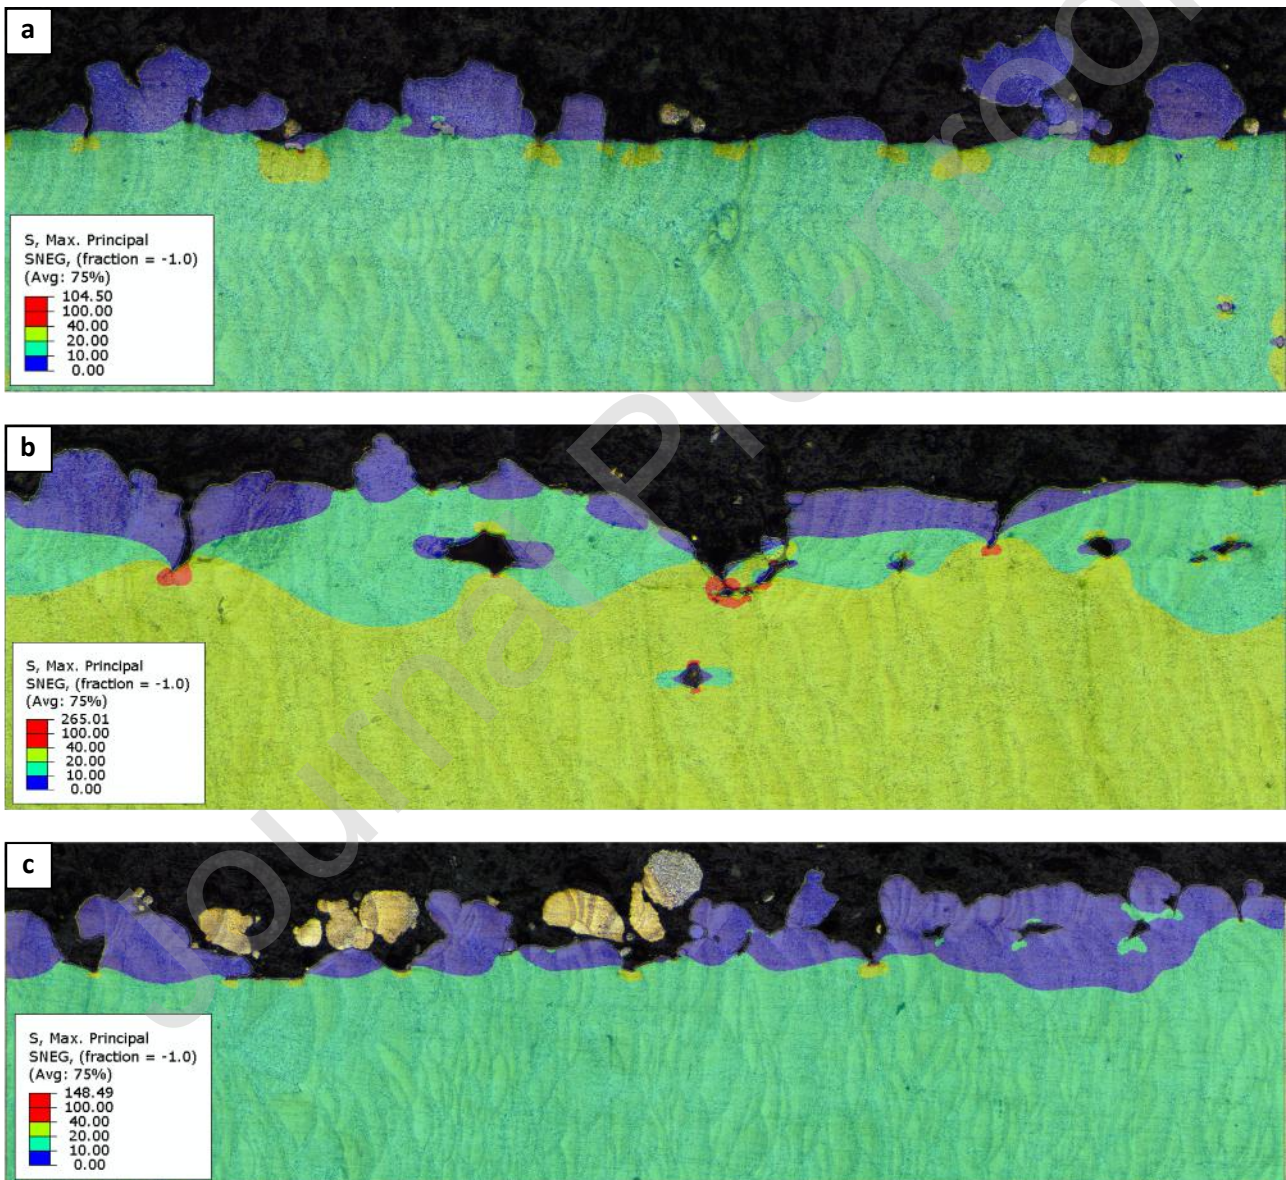 a
S, Max. Principal
SNEG, (fraction = -1.0)
(Avg: 75%)
104.50
100.00
40.00
20.00
10.00
0.00
b
S, Max. Principal
SNEG, (fraction = -1.0)
(Avg: 75%)
265.01
100.00
40.00
20.00
10.00
0.00
c
S, Max. Principal
SNEG, (fraction = -1.0)
(Avg: 75%)
148.49
100.00
40.00
20.00
10.00
0.00
Journal Pre-proo